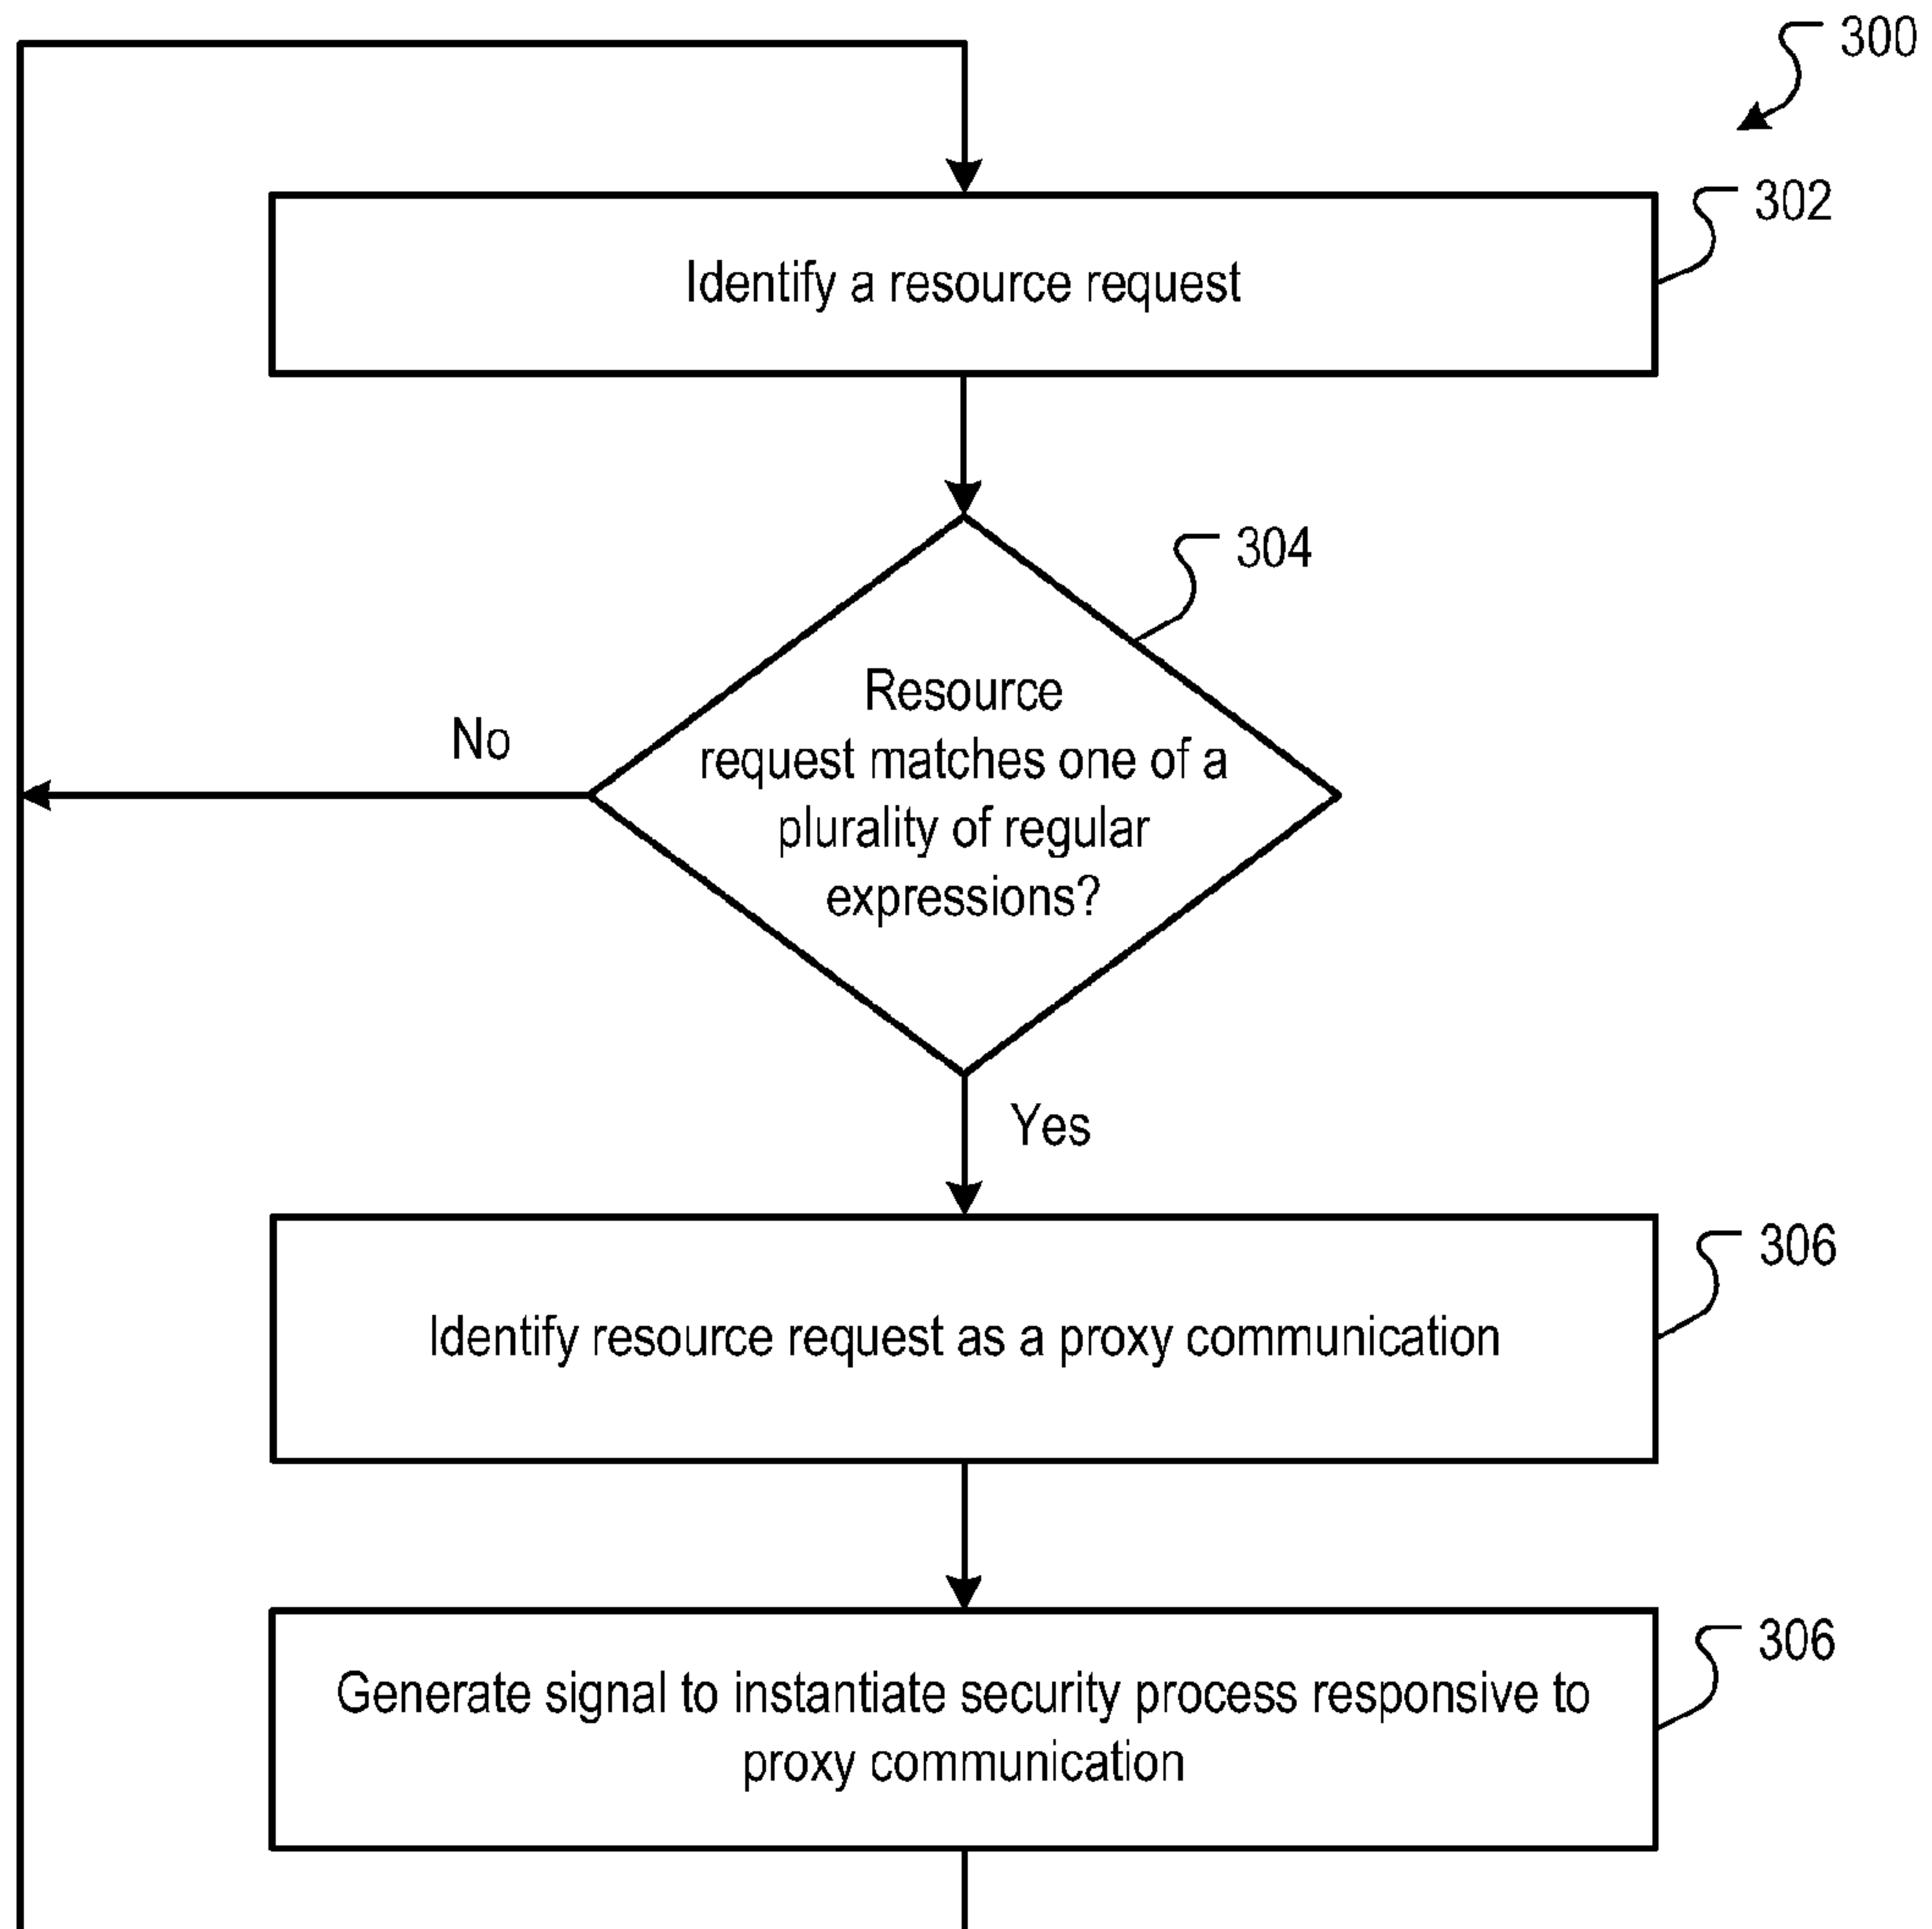 300
302
Identify a resource request
304
Resource
request matches one of a
plurality of regular
expressions?
No
Yes
306
Identify resource request as a proxy communication
306
Generate signal to instantiate security process responsive to
proxy communication